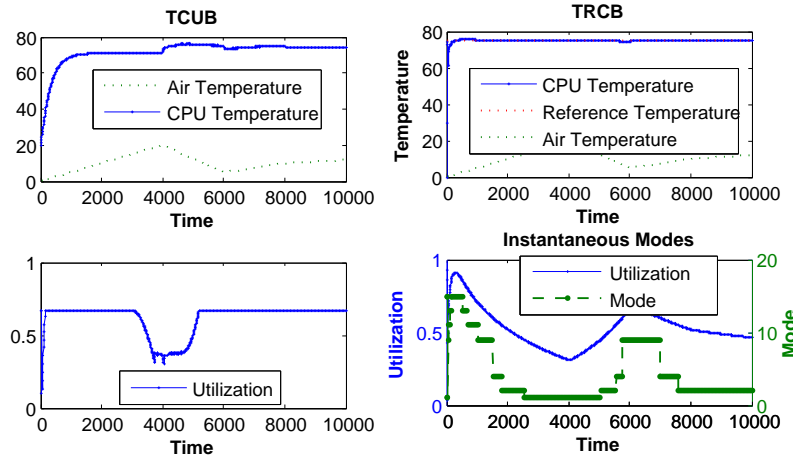 TCUB
80
60
40
20
0
Air Temperature
CPU Temperature
0
2000
4000
6000
8000
10000
Time
TRCB
Temperature
80
60
40
20
0
CPU Temperature
Reference Temperature
Air Temperature
0
2000
4000
6000
8000
10000
Time
1
0.5
0
Utilization
0
2000
4000
6000
8000
10000
Time
Instantaneous Modes
Utilization
1
0.5
0
Utilization
Mode
20
10
0
Mode
0
2000
4000
6000
8000
10000
Time